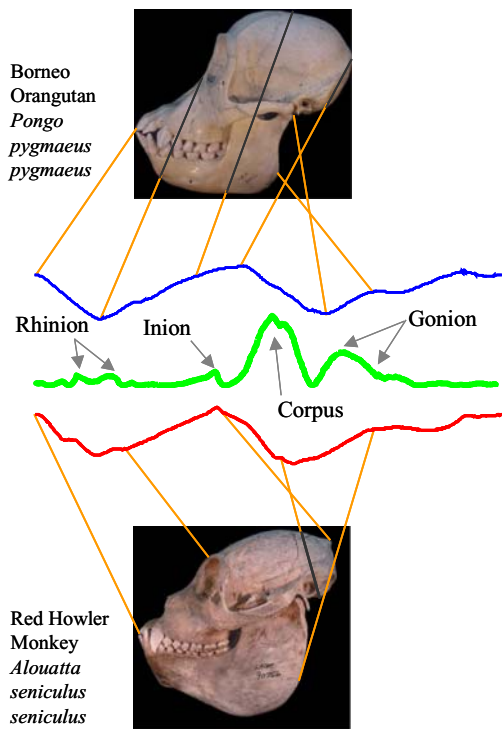 Borneo
Orangutan
Pongo
pygmaeus
pygmaeus
Rhinion
Inion
Gonion
Corpus
Red Howler
Monkey
Alouatta
seniculus
seniculus